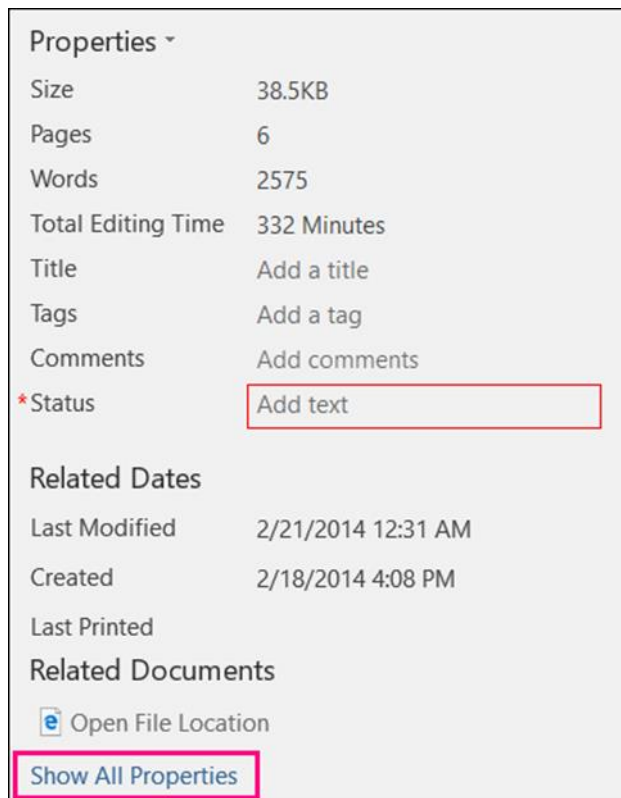 Properties
Size 38.5KB
Pages 6
Words 2575
Total Editing Time 332 Minutes
Title Add a title
Tags Add a tag
Comments Add comments
*Status Add text
Related Dates
Last Modified 2/21/2014 12:31 AM
Created 2/18/2014 4:08 PM
Last Printed
Related Documents
Open File Location
Show All Properties